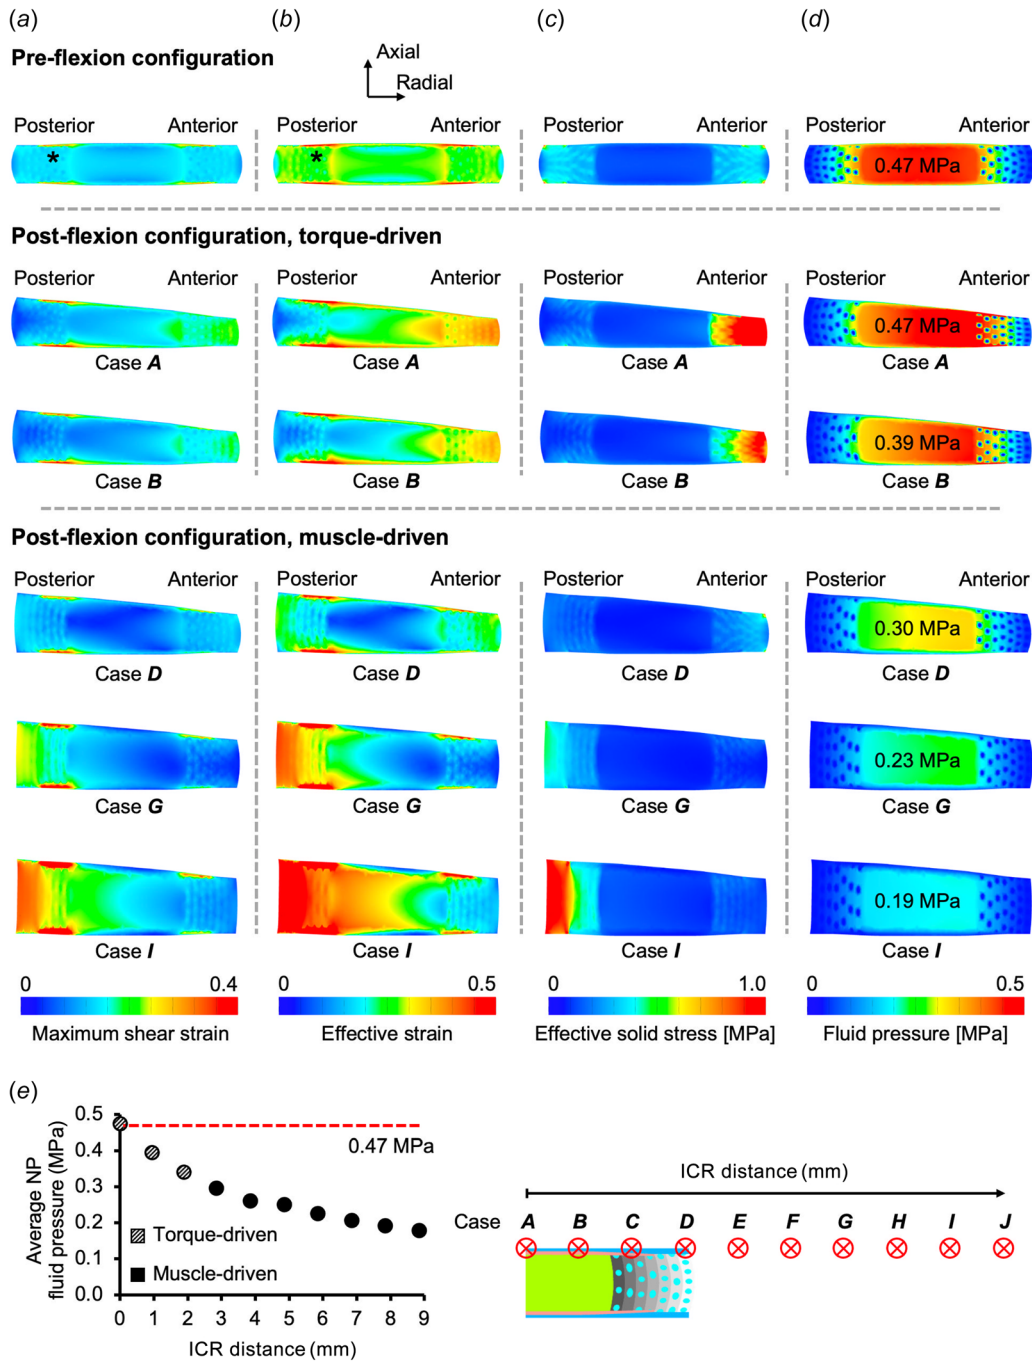 (a) (b) (c) (d)
Pre-flexion configuration
Axial
Radial
Posterior Anterior Posterior Anterior Posterior Anterior Posterior Anterior
* * 0.47 MPa
Post-flexion configuration, torque-driven
Posterior Anterior Posterior Anterior Posterior Anterior Posterior Anterior
0.47 MPa
Case A Case A Case A Case A
0.39 MPa
Case B Case B Case B Case B
Post-flexion configuration, muscle-driven
Posterior Anterior Posterior Anterior Posterior Anterior Posterior Anterior
0.30 MPa
Case D Case D Case D Case D
0.23 MPa
Case G Case G Case G Case G
0.19 MPa
Case I Case I Case I Case I
0 0.4 0 0.5 0 1.0 0 0.5
Maximum shear strain Effective strain Effective solid stress [MPa] Fluid pressure [MPa]
(e)
Average NP
fluid pressure (MPa)
0.5
0.4
0.3
0.2
0.1
0.0
0.47 MPa
Torque-driven
Muscle-driven
0 1 2 3 4 5 6 7 8 9
ICR distance (mm)
ICR distance (mm)
Case A B C D E F G H I J